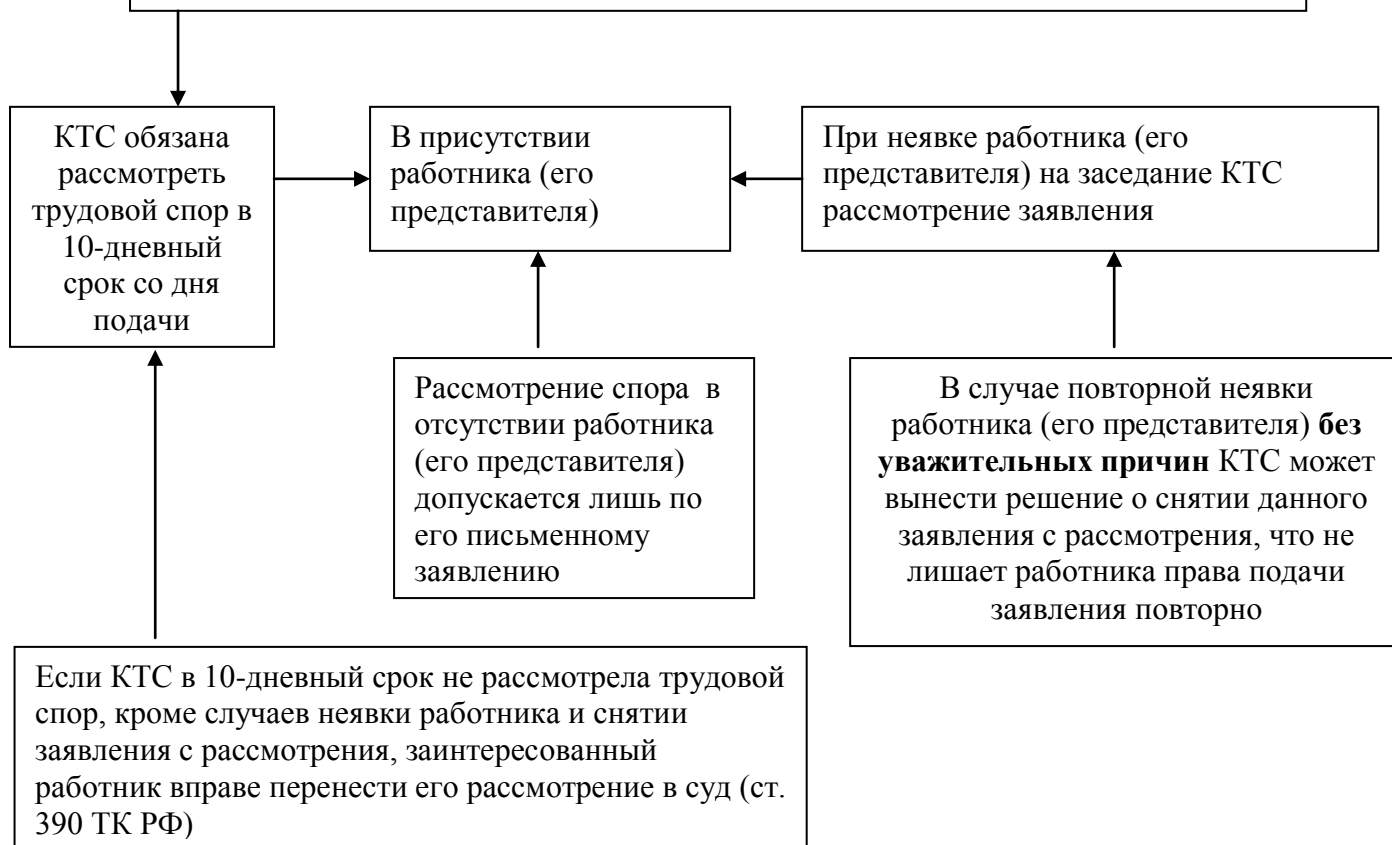 КТС обязана
рассмотреть
трудовой спор в
10-дневный
срок со дня
подачи
В присутствии
работника (его
представителя)
При неявке работника (его
представителя) на заседание КТС
рассмотрение заявления
Рассмотрение спора в
отсутствии работника
(его представителя)
допускается лишь по
его письменному
заявлению
В случае повторной неявки
работника (его представителя) без
уважительных причин КТС может
вынести решение о снятии данного
заявления с рассмотрения, что не
лишает работника права подачи
заявления повторно
Если КТС в 10-дневный срок не рассмотрела трудовой
спор, кроме случаев неявки работника и снятии
заявления с рассмотрения, заинтересованный
работник вправе перенести его рассмотрение в суд (ст.
390 ТК РФ)